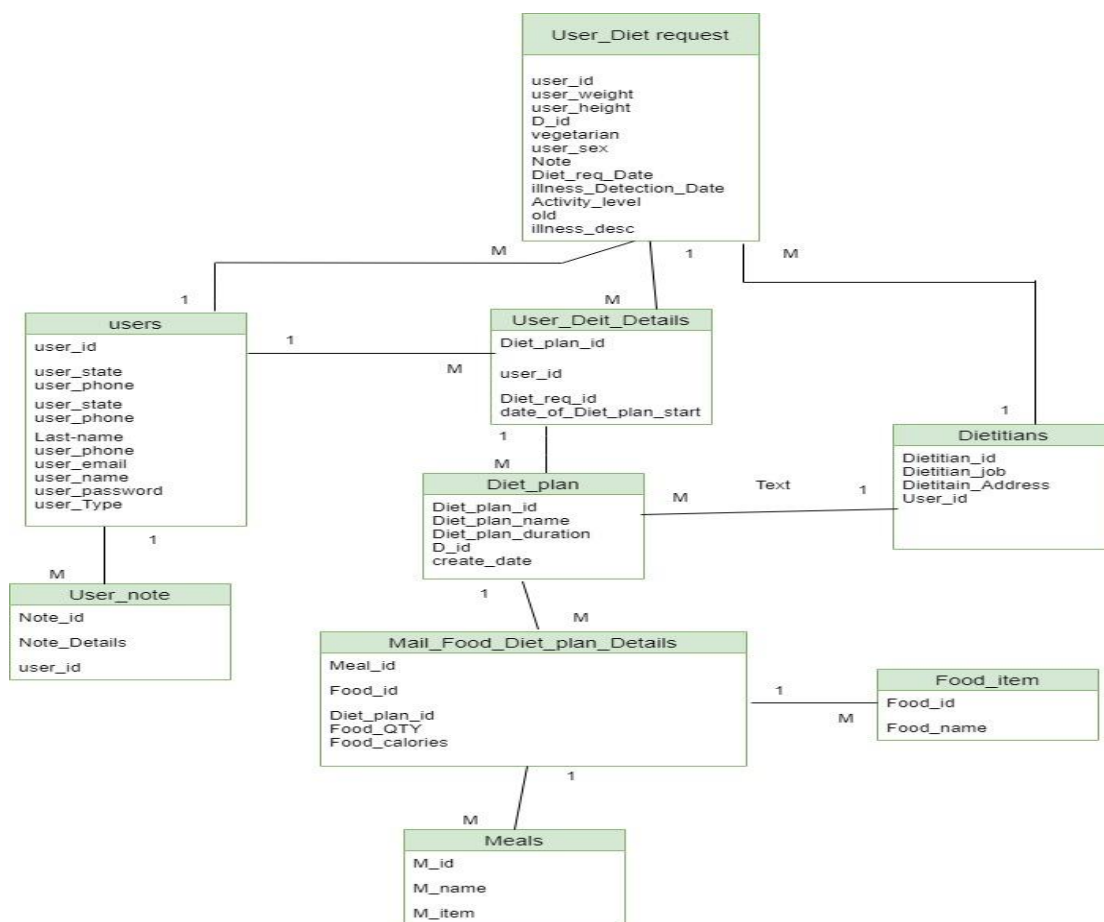 User_Diet request
user_id
user_weight
user_height
D_id
vegetarian
user_sex
Note
Diet_req_Date
illness_Detection_Date
Activity_level
old
illness_desc
M
1
M
1
M
users
user_id
user_state
user_phone
user_state
user_phone
Last-name
user_phone
user_email
user_name
user_password
user_Type
1
M
User_Deit_Details
Diet_plan_id
user_id
Diet_req_id
date_of_Diet_plan_start
1
Dietitians
Dietitian_id
Dietitian_job
Dietitain_Address
User_id
1
M
Diet_plan
Diet_plan_id
Diet_plan_name
Diet_plan_duration
D_id
create_date
M
Text
1
1
M
User_note
Note_id
Note_Details
user_id
1
M
Mail_Food_Diet_plan_Details
Meal_id
Food_id
Diet_plan_id
Food_QTY
Food_calories
1
M
Food_item
Food_id
Food_name
1
M
Meals
M_id
M_name
M_item